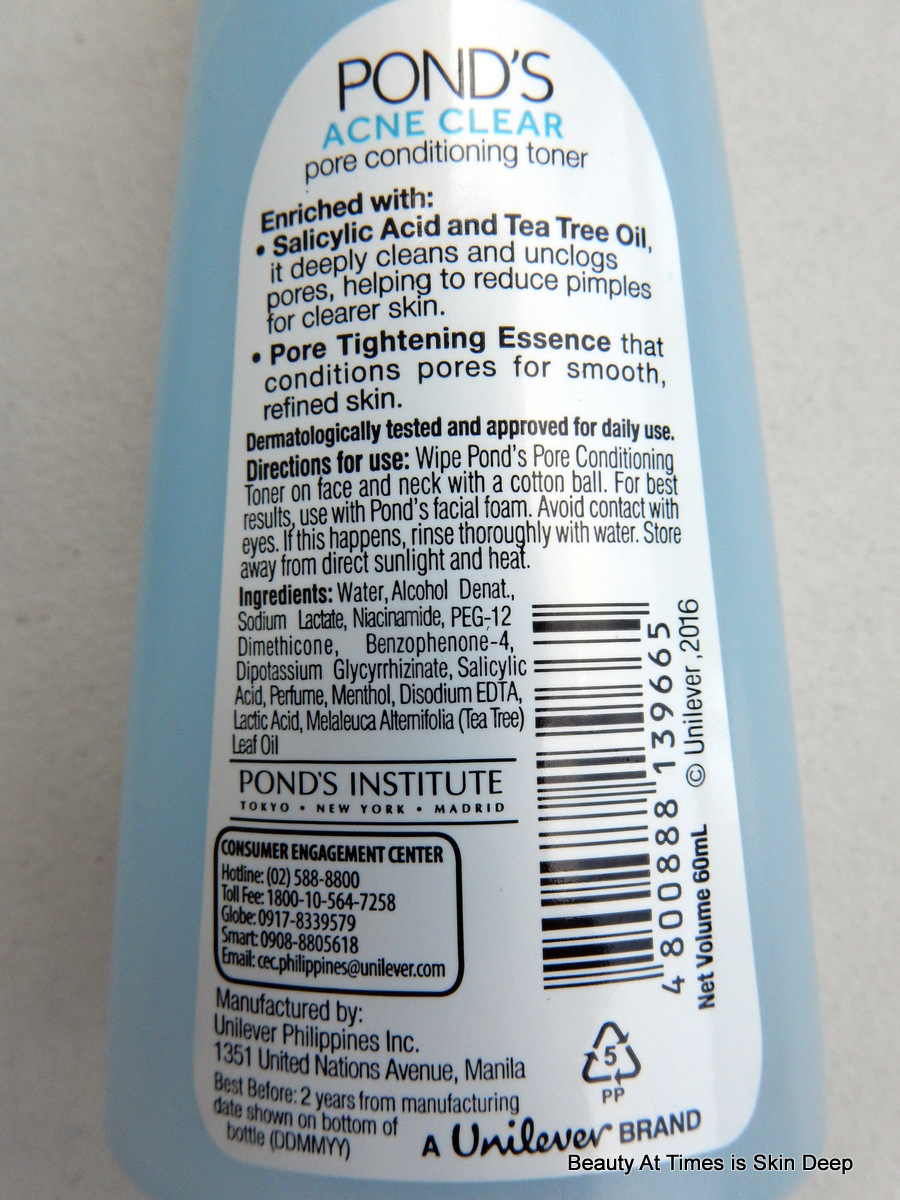 POND'S
ACNE CLEAR
pore conditioning toner
Enriched with:
• Salicylic Acid and Tea Tree Oil,
it deeply cleans and unclogs
pores, helping to reduce pimples
for clearer skin.
• Pore Tightening Essence that
conditions pores for smooth,
refined skin.
Dermatologically tested and approved for daily use.
Directions for use: Wipe Pond's Pore Conditioning
Toner on face and neck with a cotton ball. For best
results, use with Pond's facial foam. Avoid contact with
eyes. If this happens, rinse thoroughly with water. Store
away from direct sunlight and heat.
Ingredients: Water, Alcohol Denat.,
Sodium Lactate, Niacinamide, PEG-12
Dimethicone, Benzophenone-4,
Dipotassium Glycyrrhizinate, Salicylic
Acid, Perfume, Menthol, Disodium EDTA,
Lactic Acid, Melaleuca Alternifolia (Tea Tree)
Leaf Oil
4 800888 139665
© Unilever ,2016
Net Volume 60mL
POND'S INSTITUTE
TOKYO • NEW YORK • MADRID
CONSUMER ENGAGEMENT CENTER
Hotline: (02) 588-8800
Toll Fee: 1800-10-564-7258
Globe: 0917-8339579
Smart: 0908-8805618
Email: cec.philippines@unilever.com
Manufactured by:
Unilever Philippines Inc.
1351 United Nations Avenue, Manila
Best Before: 2 years from manufacturing
date shown on bottom of
bottle (DDMMYY)
5
PP
A Unilever BRAND
Beauty At Times is Skin Deep